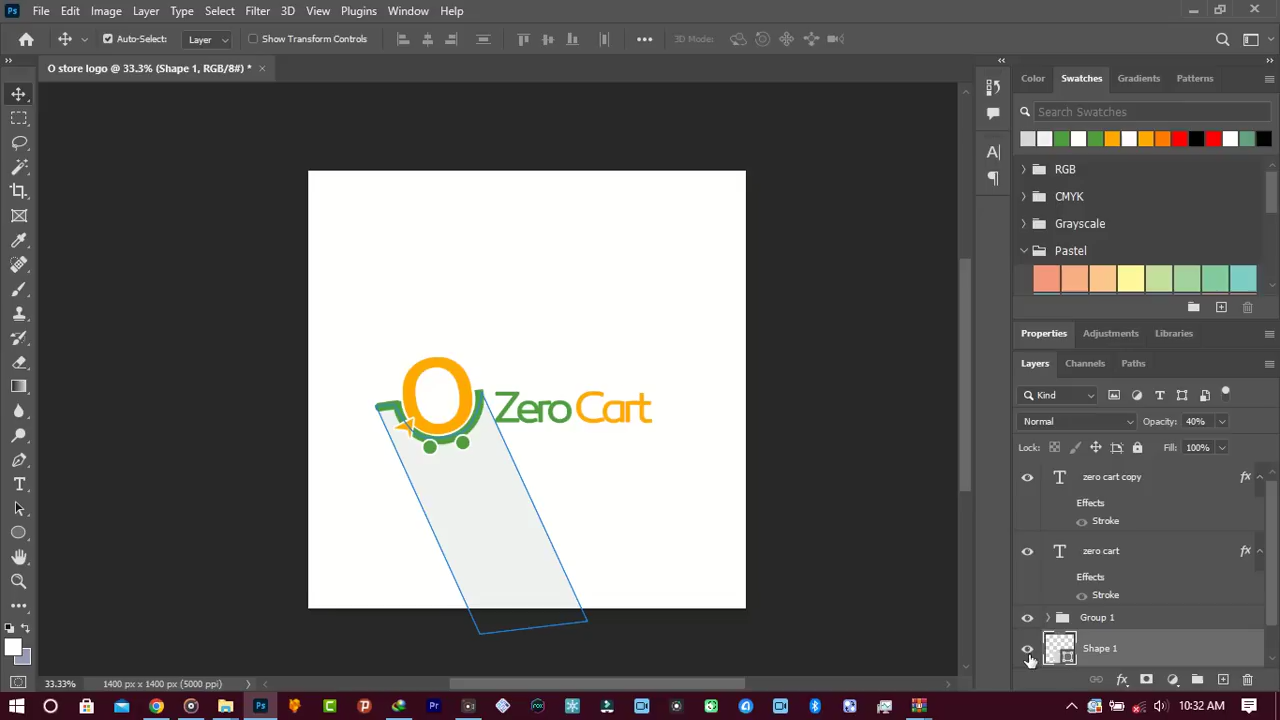 Ps File Edit Image Layer Type Select Filter 3D View Plugins Window Help
Auto-Select: Layer Show Transform Controls 3D Mode:
O store logo @ 33.3% (Shape 1, RGB/8#) *
Color Swatches Gradients Patterns
Search Swatches
RGB
CMYK
Grayscale
Pastel
Properties Adjustments Libraries
Layers Channels Paths
Kind
Normal Opacity: 40%
Lock: Fill: 100%
zero cart copy fx
Effects
Stroke
zero cart fx
Effects
Stroke
Group 1
Shape 1
O Zero Cart
33.33% 1400 px x 1400 px (5000 ppi)
10:32 AM